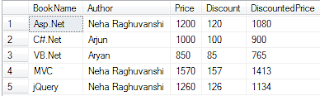 BookName Author Price Discount DiscountedPrice
1 Asp.Net Neha Raghuvanshi 1200 120 1080
2 C#.Net Arjun 1000 100 900
3 VB.Net Aryan 850 85 765
4 MVC Neha Raghuvanshi 1570 157 1413
5 jQuery Neha Raghuvanshi 1260 126 1134